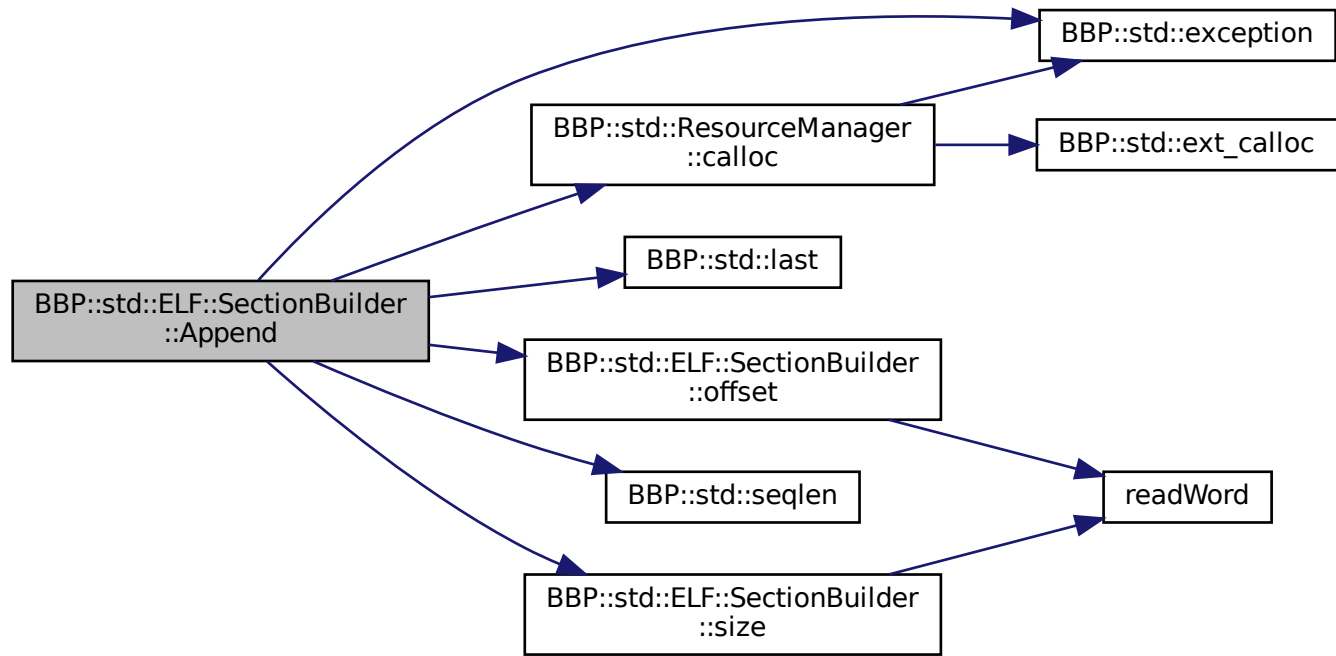 BBP::std::exception
BBP::std::ResourceManager
::calloc
BBP::std::ext_calloc
BBP::std::last
BBP::std::ELF::SectionBuilder
::Append
BBP::std::ELF::SectionBuilder
::offset
BBP::std::seqlen
readWord
BBP::std::ELF::SectionBuilder
::size